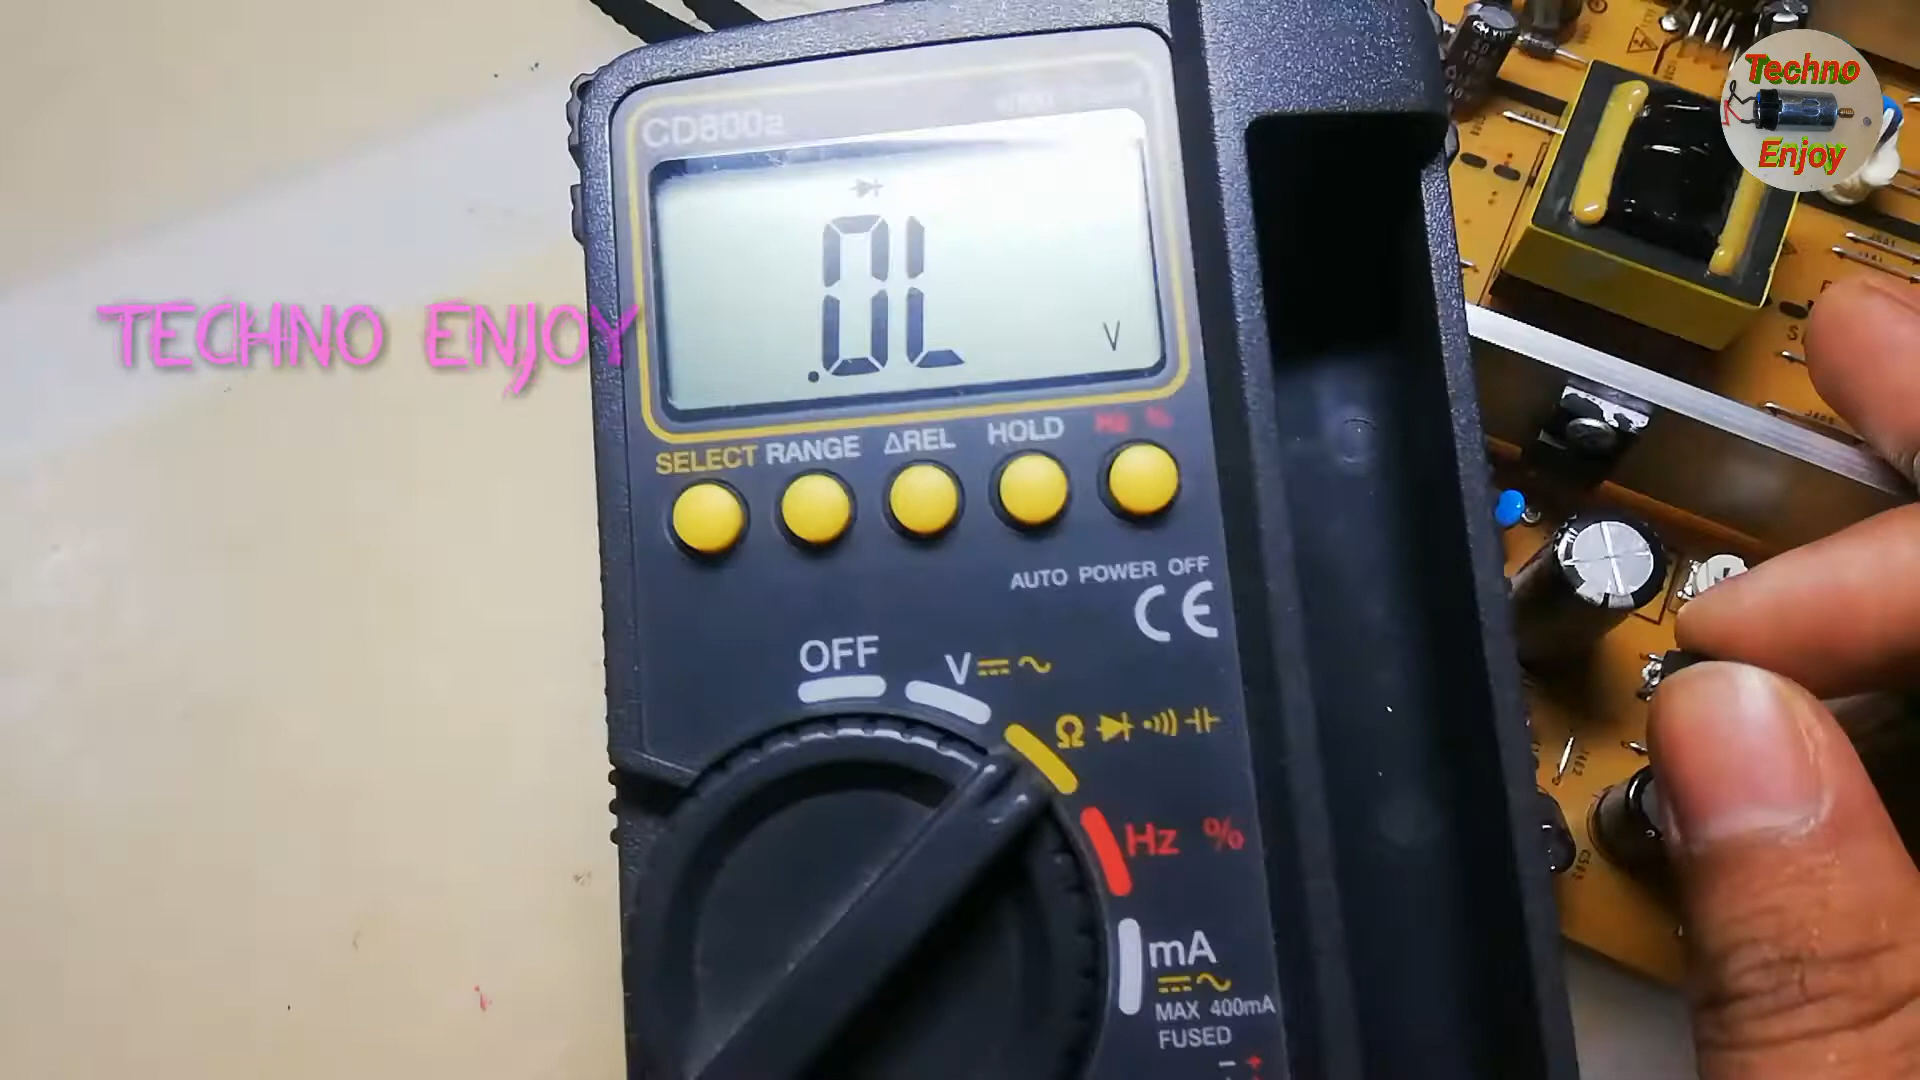 Techno
Enjoy
CD800a
.OL
V
TECHNO ENJOY
SELECT RANGE ΔREL HOLD Hz %
AUTO POWER OFF
CE
OFF
V
Ω
Hz %
mA
MAX 400mA
FUSED